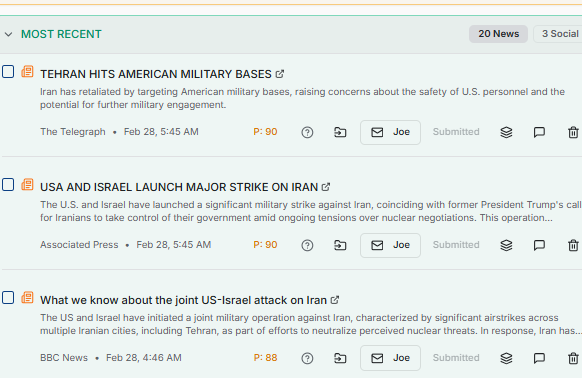 MOST RECENT
20 News
3 Social
TEHRAN HITS AMERICAN MILITARY BASES
Iran has retaliated by targeting American military bases, raising concerns about the safety of U.S. personnel and the
potential for further military engagement.
The Telegraph • Feb 28, 5:45 AM P: 90 Joe Submitted
USA AND ISRAEL LAUNCH MAJOR STRIKE ON IRAN
The U.S. and Israel have launched a significant military strike against Iran, coinciding with former President Trump's call
for Iranians to take control of their government amid ongoing tensions over nuclear negotiations. This operation...
Associated Press • Feb 28, 5:45 AM P: 90 Joe Submitted
What we know about the joint US-Israel attack on Iran
The US and Israel have initiated a joint military operation against Iran, characterized by significant airstrikes across
multiple Iranian cities, including Tehran, as part of efforts to neutralize perceived nuclear threats. In response, Iran has...
BBC News • Feb 28, 4:46 AM P: 88 Joe Submitted